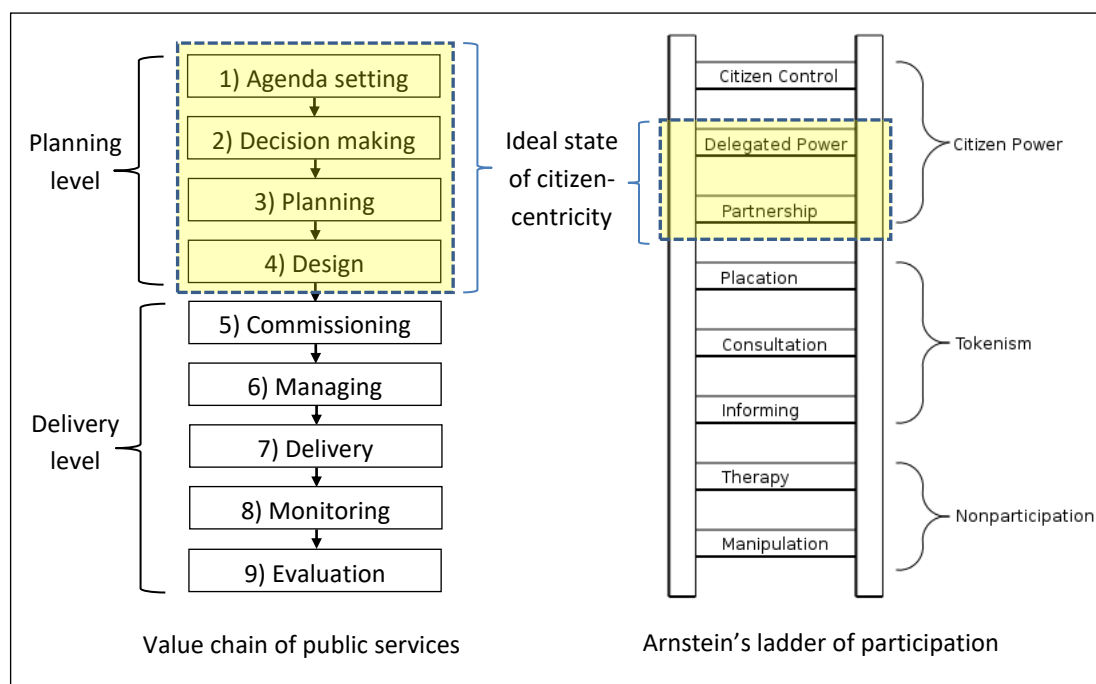 Planning
level
1) Agenda setting
2) Decision making
3) Planning
4) Design
Delivery
level
5) Commissioning
6) Managing
7) Delivery
8) Monitoring
9) Evaluation
Value chain of public services
Ideal state
of citizen-
centricity
Citizen Control
Delegated Power
Partnership
Citizen Power
Placation
Consultation
Informing
Tokenism
Therapy
Manipulation
Nonparticipation
Arnstein’s ladder of participation